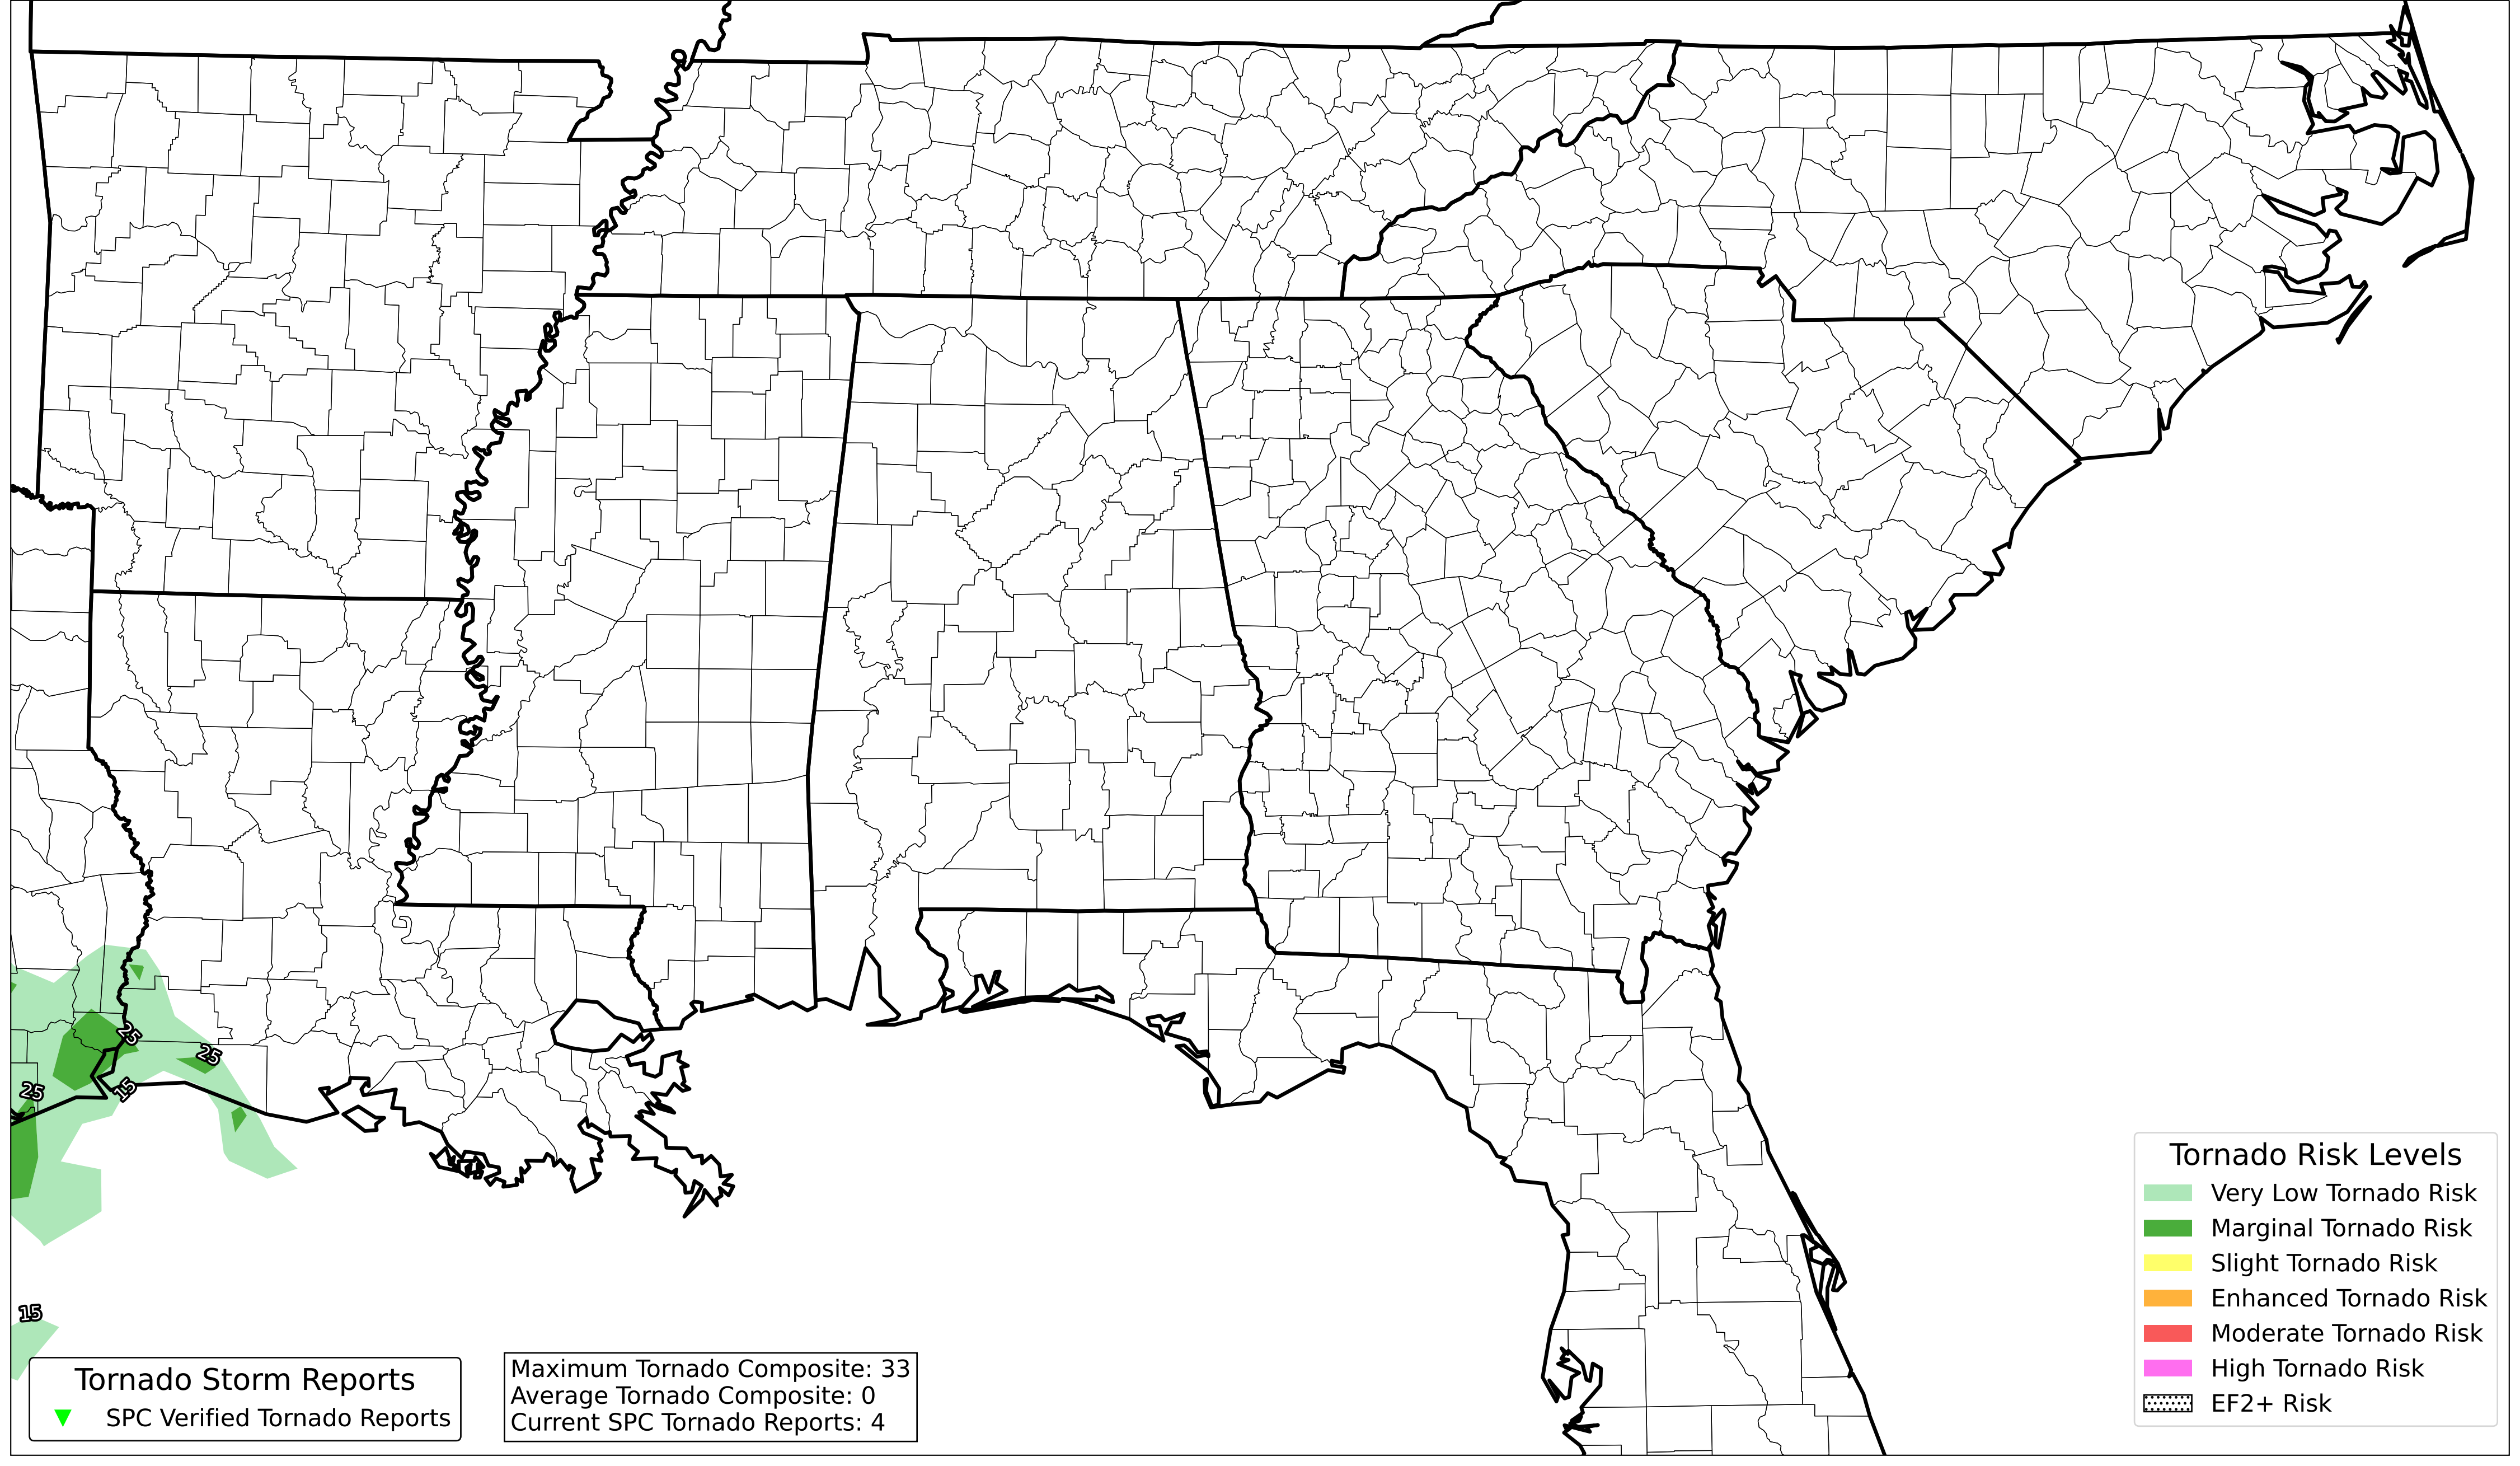 25
25
25
15
15
Tornado Storm Reports
SPC Verified Tornado Reports
Maximum Tornado Composite: 33
Average Tornado Composite: 0
Current SPC Tornado Reports: 4
Tornado Risk Levels
Very Low Tornado Risk
Marginal Tornado Risk
Slight Tornado Risk
Enhanced Tornado Risk
Moderate Tornado Risk
High Tornado Risk
EF2+ Risk